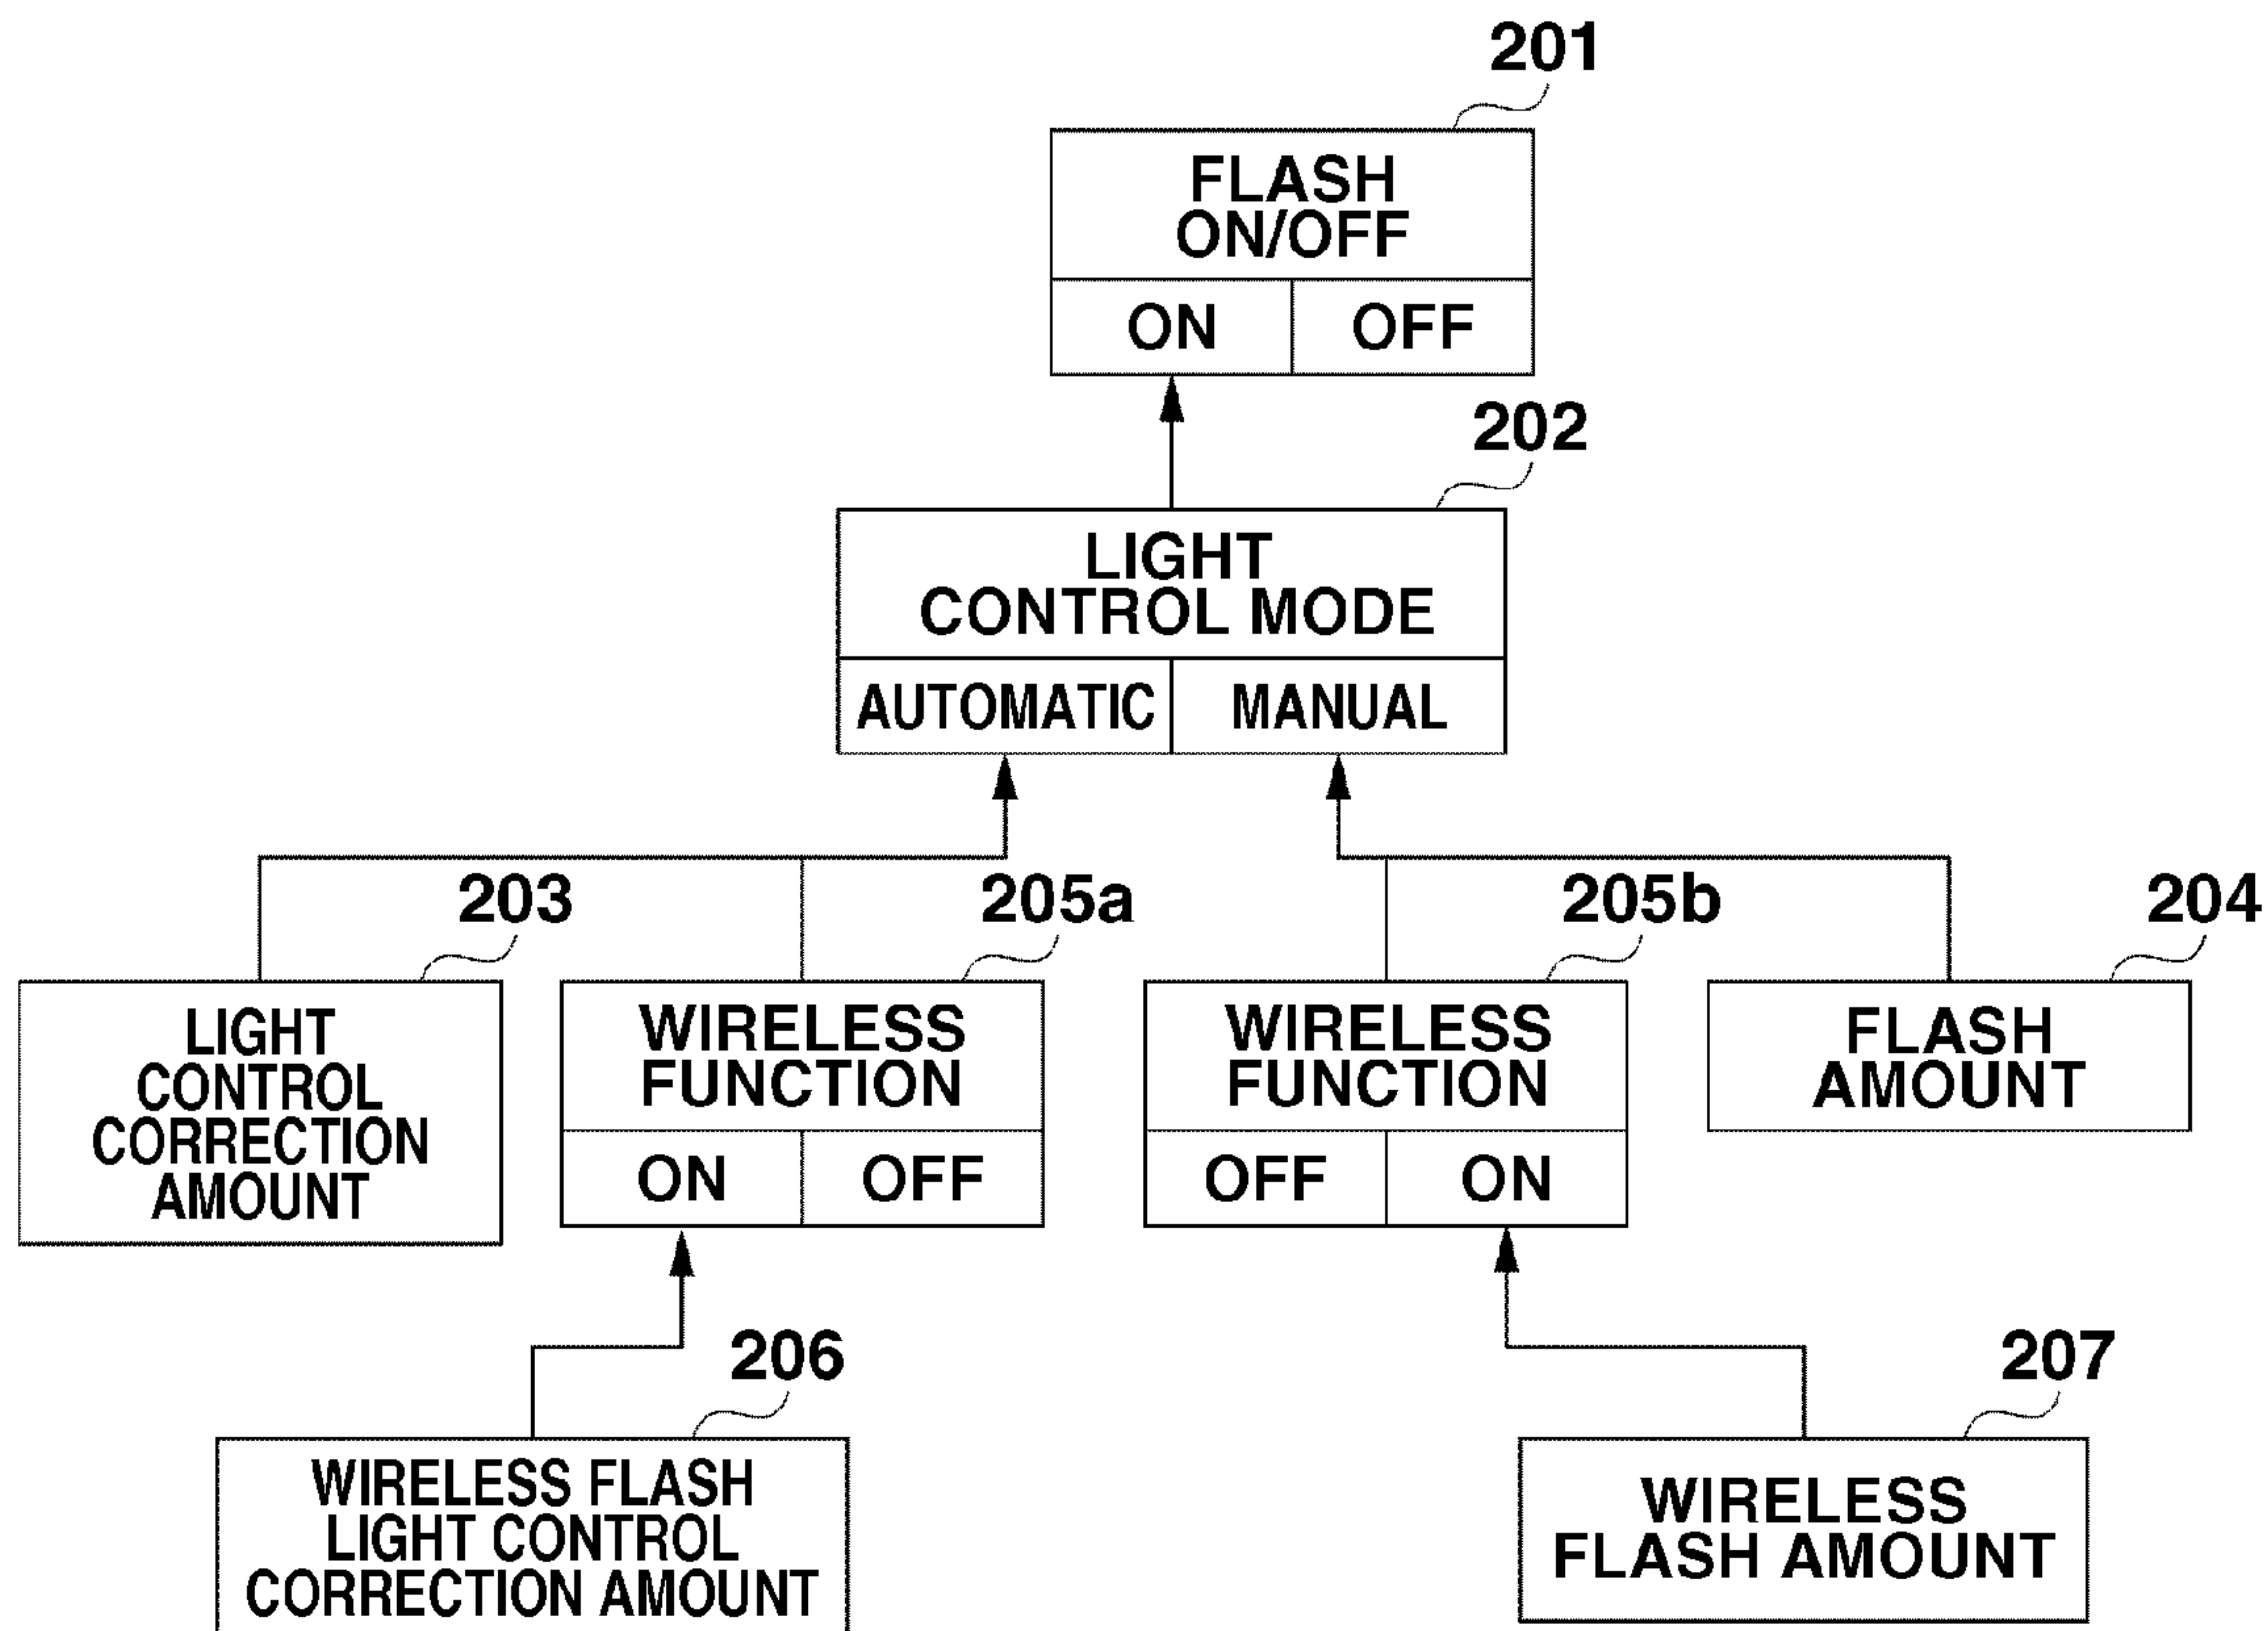 201
FLASH
ON/OFF
ON OFF
202
LIGHT
CONTROL MODE
AUTOMATIC MANUAL
203
205a
205b
204
LIGHT
CONTROL
CORRECTION
AMOUNT
WIRELESS
FUNCTION
ON OFF
WIRELESS
FUNCTION
OFF ON
FLASH
AMOUNT
206
207
WIRELESS FLASH
LIGHT CONTROL
CORRECTION AMOUNT
WIRELESS
FLASH AMOUNT